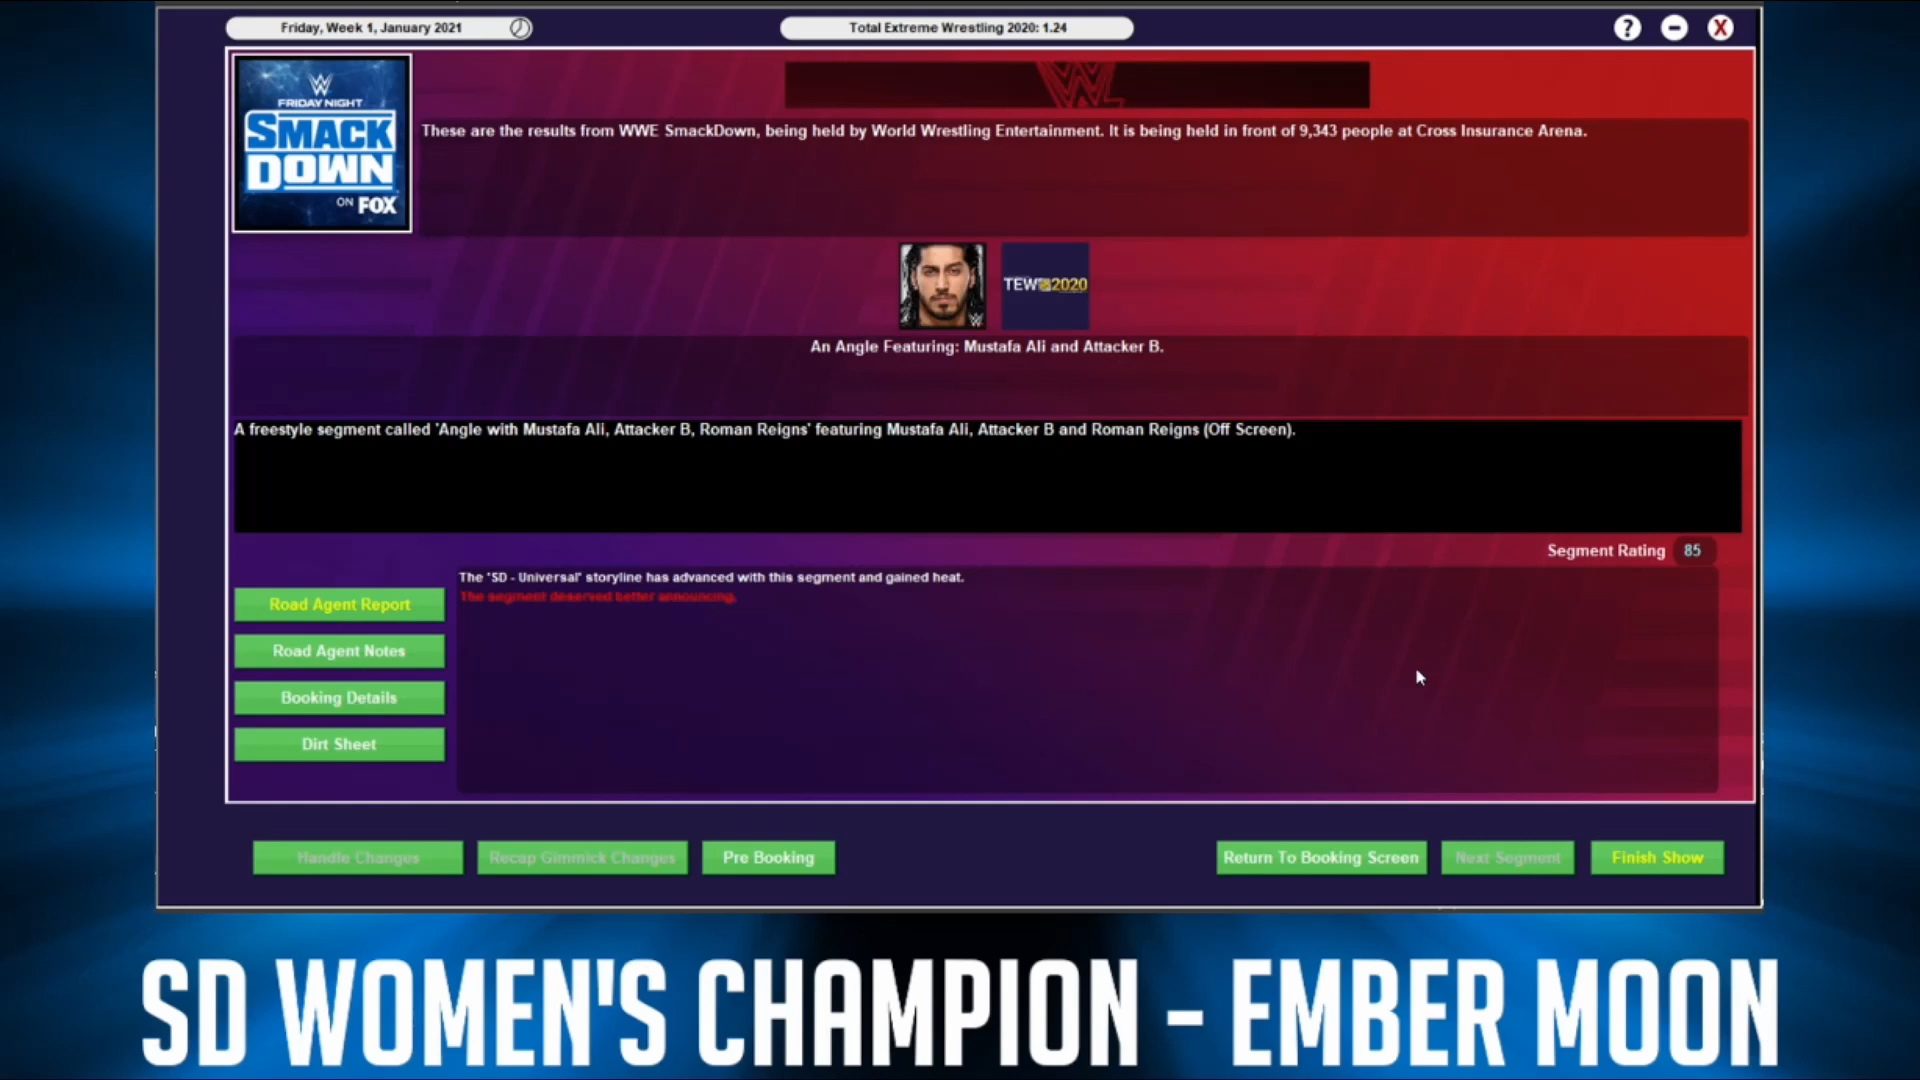 Friday, Week 1, January 2021
Total Extreme Wrestling 2020: 1.24
?
X
FRIDAY NIGHT
SMACK
DOWN
ON FOX
These are the results from WWE SmackDown, being held by World Wrestling Entertainment. It is being held in front of 9,343 people at Cross Insurance Arena.
TEW 2020
An Angle Featuring: Mustafa Ali and Attacker B.
A freestyle segment called 'Angle with Mustafa Ali, Attacker B, Roman Reigns' featuring Mustafa Ali, Attacker B and Roman Reigns (Off Screen).
Segment Rating 85
The "SD - Universal" storyline has advanced with this segment and gained heat.
The segment deserved better announcing.
Road Agent Report
Road Agent Notes
Booking Details
Dirt Sheet
Handle Changes
Recap Gimmick Changes
Pre Booking
Return To Booking Screen
Next Segment
Finish Show
SD WOMEN'S CHAMPION - EMBER MOON